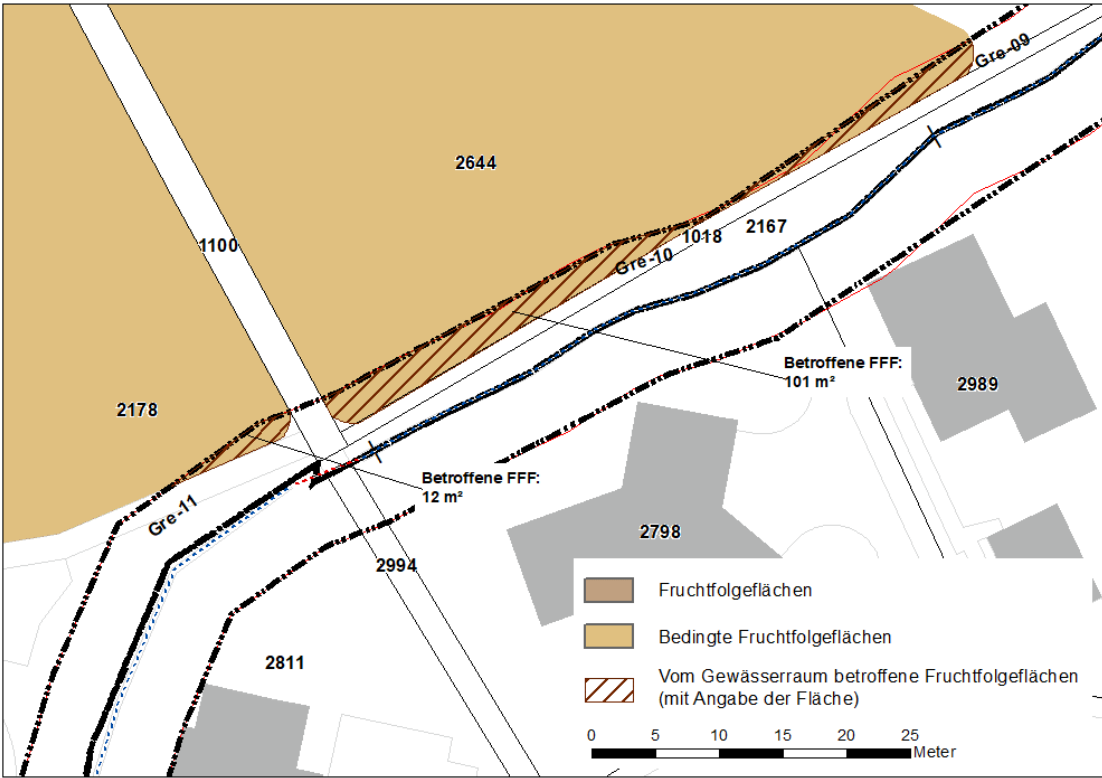 Gre-09
2644
1100
1018
2167
Gre-10
Betroffene FFF:
101 m²
2989
2178
Betroffene FFF:
12 m²
Gre-11
2798
2994
2811
Fruchtfolgeflächen
Bedingte Fruchtfolgeflächen
Vom Gewässerraum betroffene Fruchtfolgeflächen
(mit Angabe der Fläche)
0 5 10 15 20 25
Meter